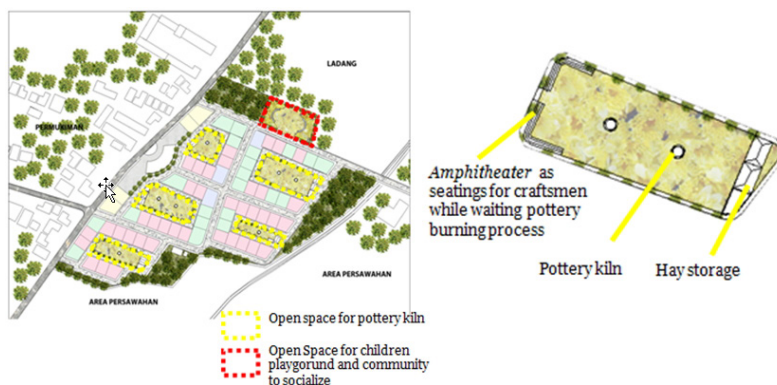 LADANG
PERMUKIMAN
AREA PERSAWAHAN
AREA PERSAWAHAN
Open space for pottery kiln
Open Space for children
playgorund and community
to socialize
Amphitheater as
seatings for craftsmen
while waiting pottery
burning process
Pottery kiln
Hay storage